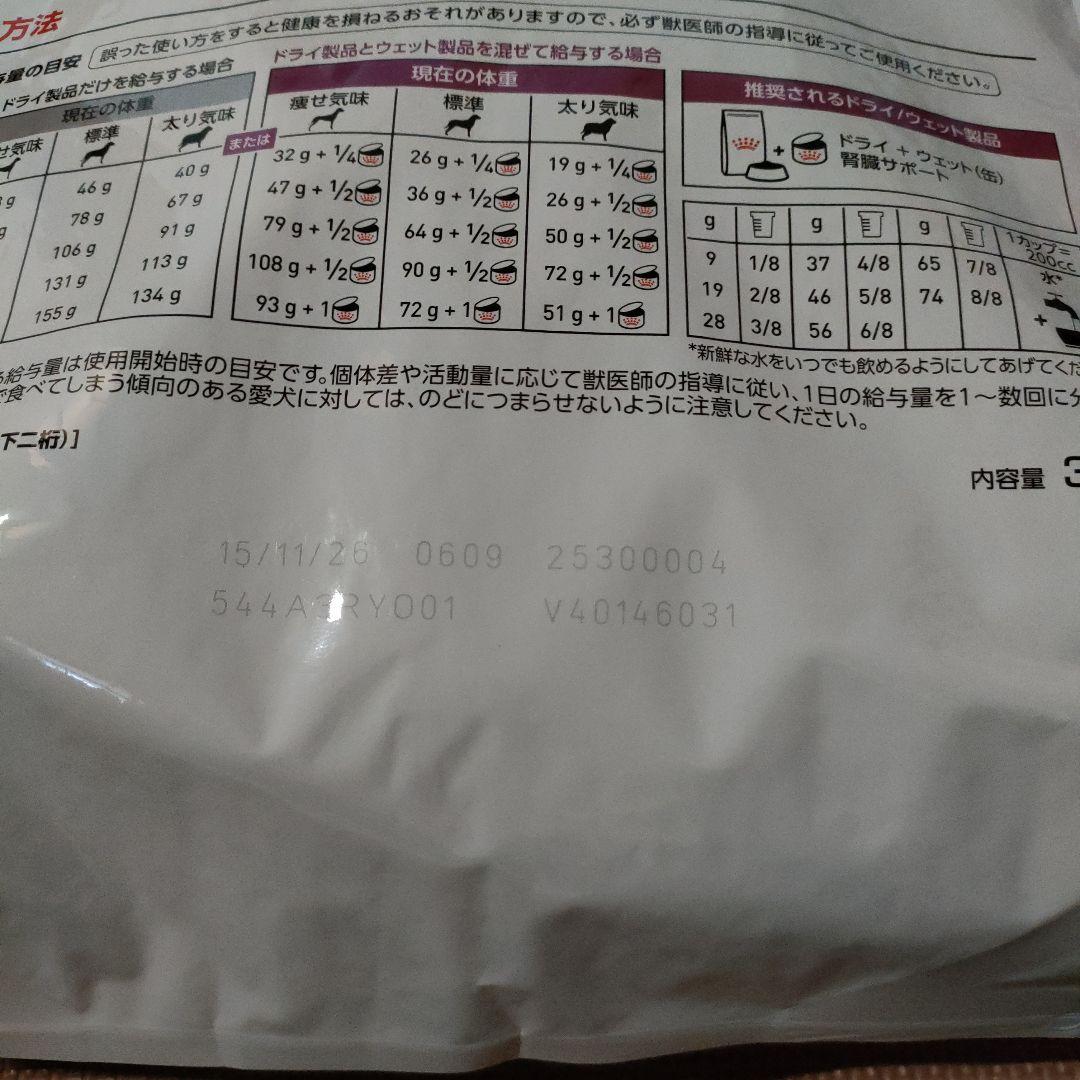 方法
与量の目安
誤った使い方をすると健康を損ねるおそれがありますので、必ず獣医師の指導に従ってご使用ください。
ドライ製品だけを給与する場合
現在の体重
せ気味 標準 太り気味
46 g 40 g
g 78 g 67 g
g 106 g 91 g
131 g 113 g
155 g 134 g
または
ドライ製品とウェット製品を混ぜて給与する場合
現在の体重
痩せ気味 標準 太り気味
32 g + 1/4 26 g + 1/4 19 g + 1/4
47 g + 1/2 36 g + 1/2 26 g + 1/2
79 g + 1/2 64 g + 1/2 50 g + 1/2
108 g + 1/2 90 g + 1/2 72 g + 1/2
93 g + 1 72 g + 1 51 g + 1
推奨されるドライ/ウェット製品
+ ドライ + ウェット(缶)
腎臓サポート
g g g 1カップ=
200cc
9 1/8 37 4/8 65 7/8 水*
19 2/8 46 5/8 74 8/8 +
28 3/8 56 6/8
*新鮮な水をいつでも飲めるようにしてあげてくだ
給与量は使用開始時の目安です。個体差や活動量に応じて獣医師の指導に従い、1日の給与量を1〜数回に分
食べてしまう傾向のある愛犬に対しては、のどにつまらせないように注意してください。
下二桁)]
内容量 3
15/11/26 0609 25300004
544A3RYO01 V40146031